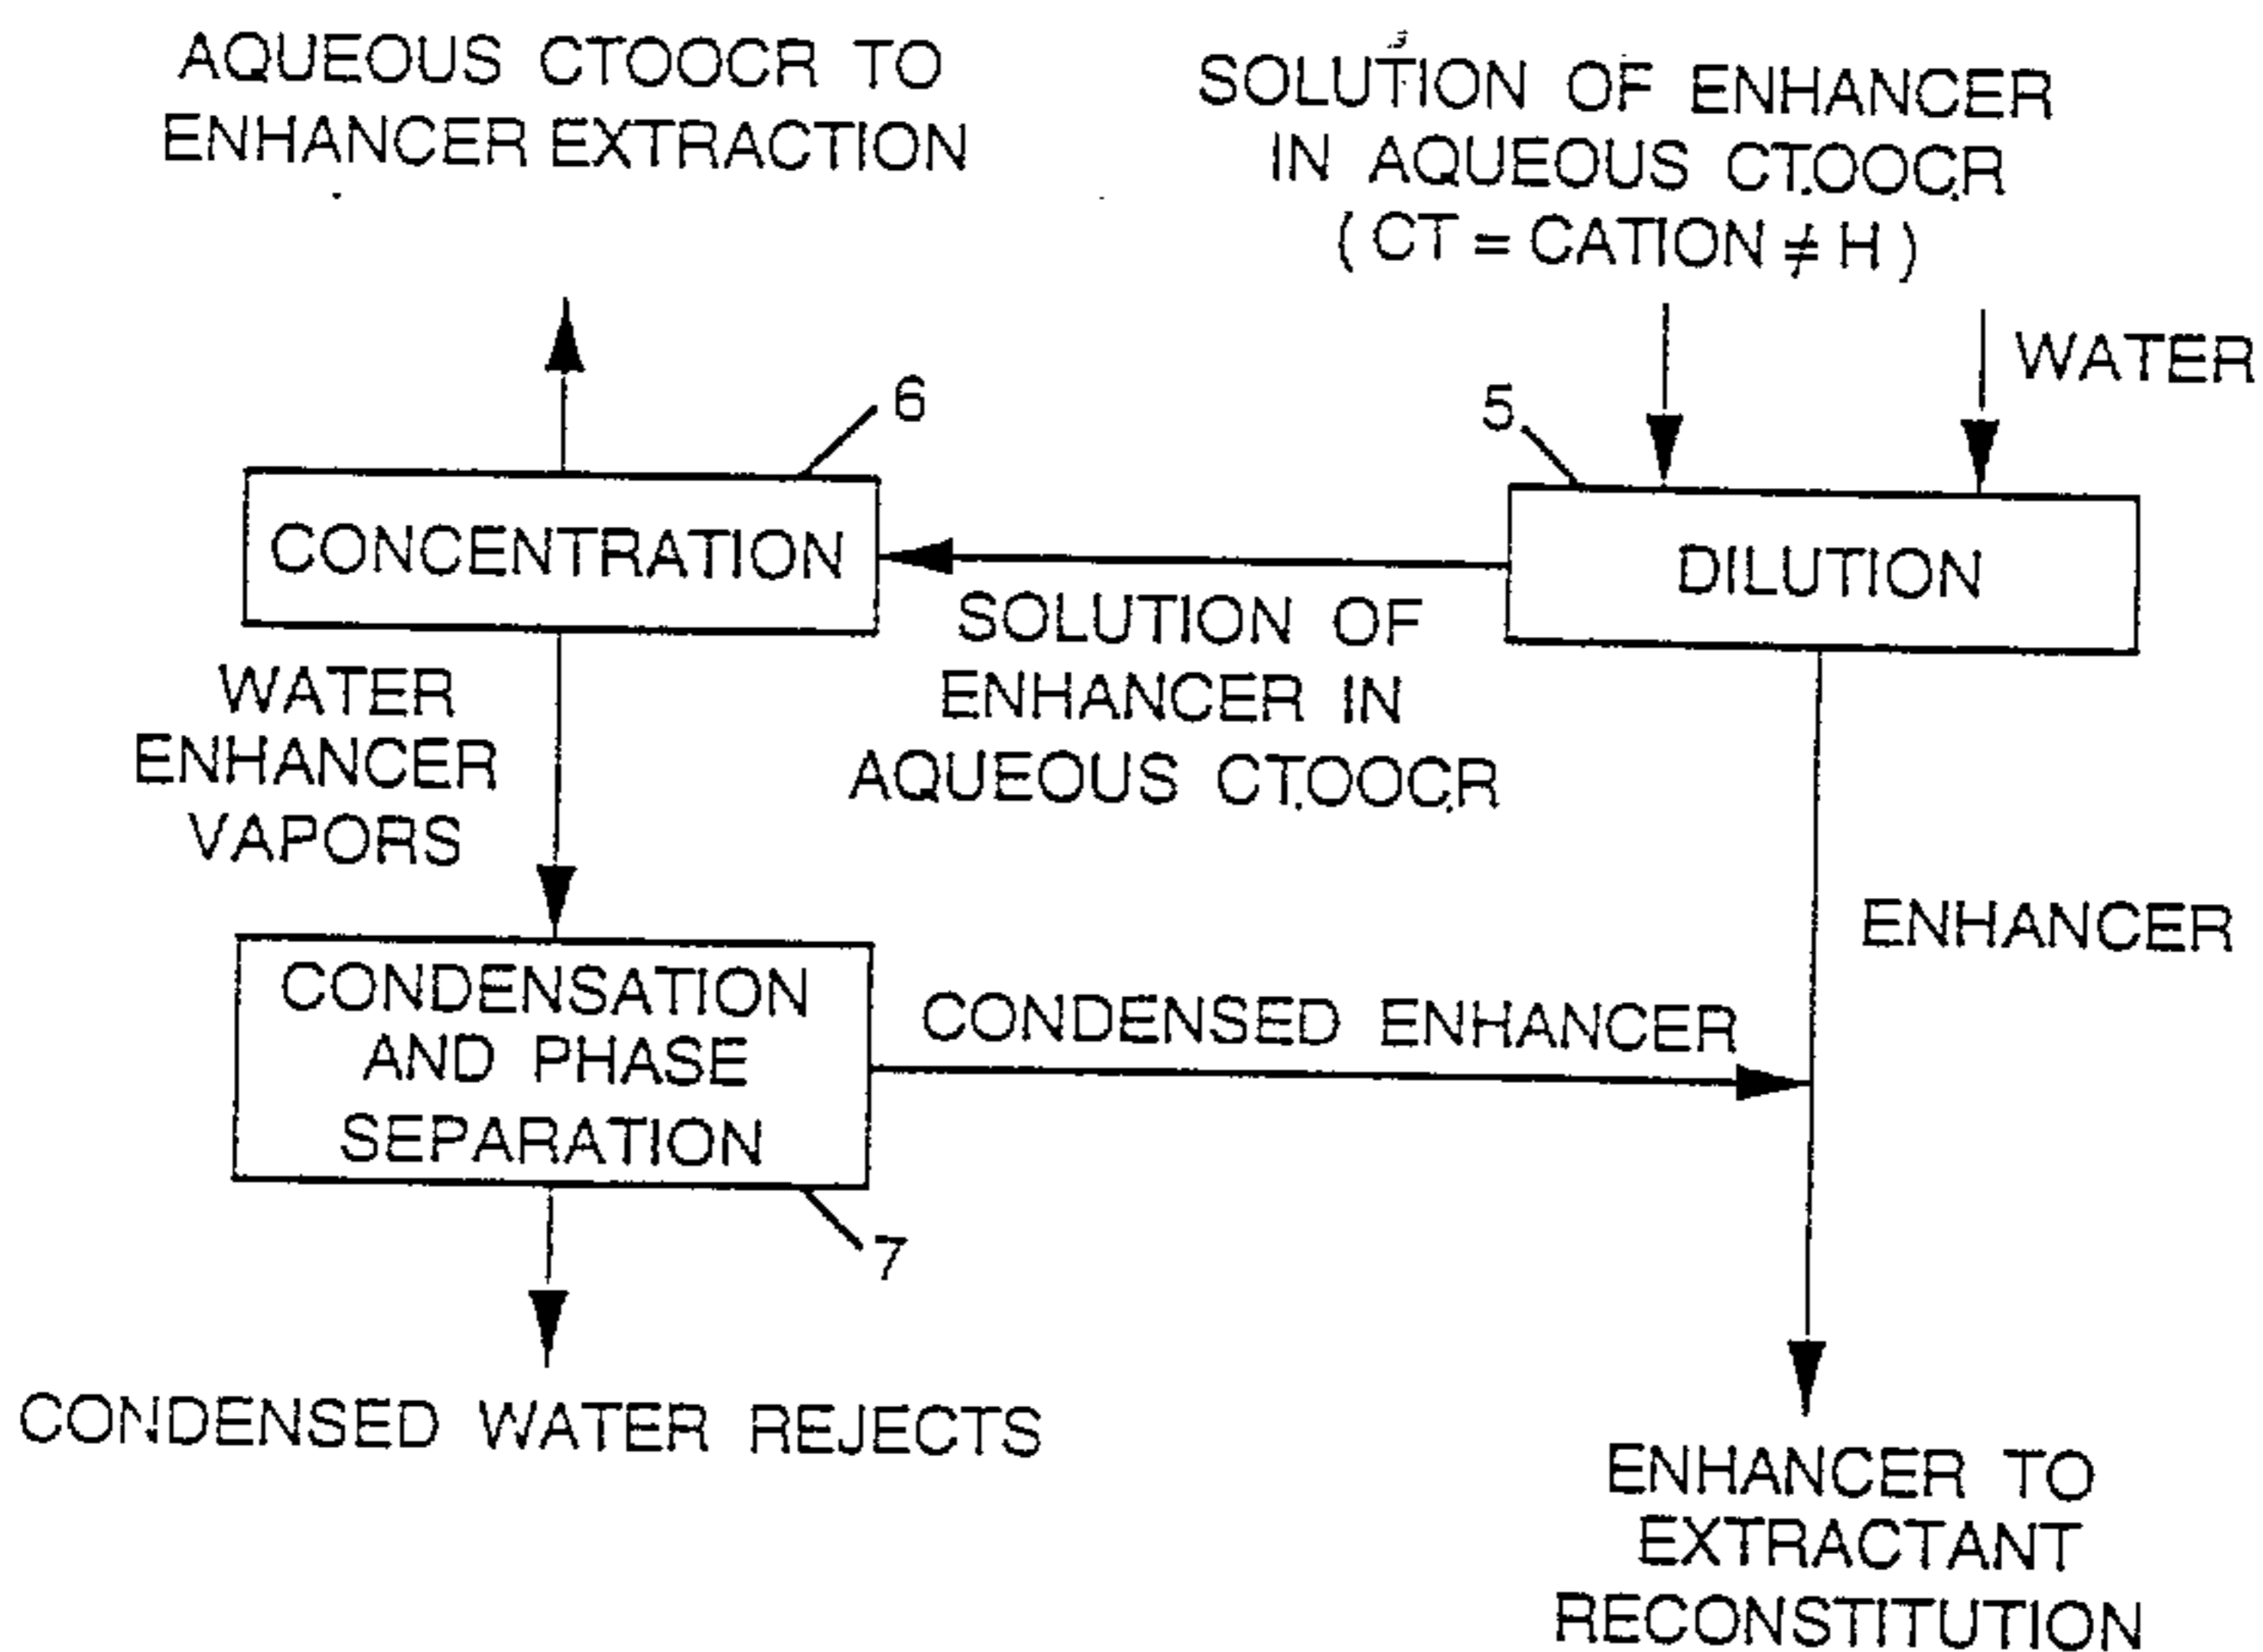 AQUEOUS CTOOCR TO
ENHANCER EXTRACTION
SOLUTION OF ENHANCER
IN AQUEOUS CT.OOC.R
( CT = CATION ≠ H )
WATER
6
5
CONCENTRATION
DILUTION
SOLUTION OF
ENHANCER IN
AQUEOUS CT.OOC.R
WATER
ENHANCER
VAPORS
ENHANCER
CONDENSATION
AND PHASE
SEPARATION
CONDENSED ENHANCER
7
CONDENSED WATER REJECTS
ENHANCER TO
EXTRACTANT
RECONSTITUTION